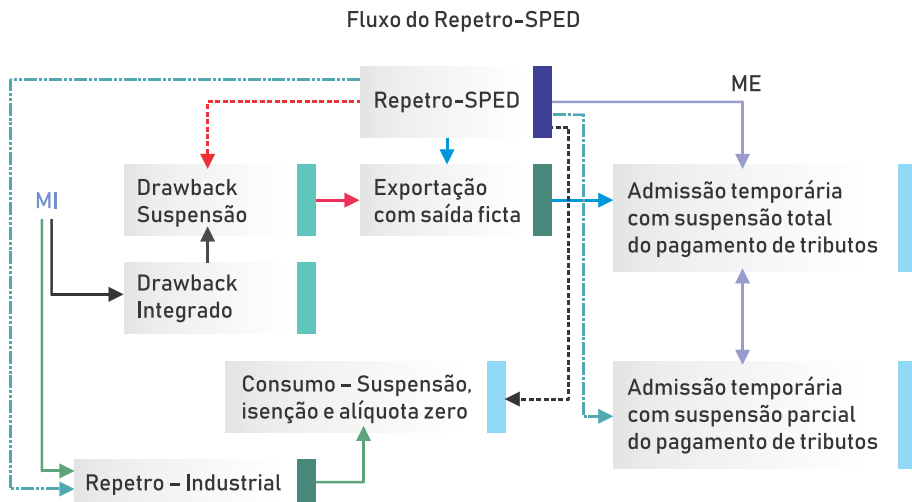 Fluxo do Repetro-SPED
Repetro-SPED
ME
MI
Drawback
Suspensão
Exportação
com saída ficta
Admissão temporária
com suspensão total
do pagamento de tributos
Drawback
Integrado
Consumo – Suspensão,
isenção e alíquota zero
Admissão temporária
com suspensão parcial
do pagamento de tributos
Repetro – Industrial